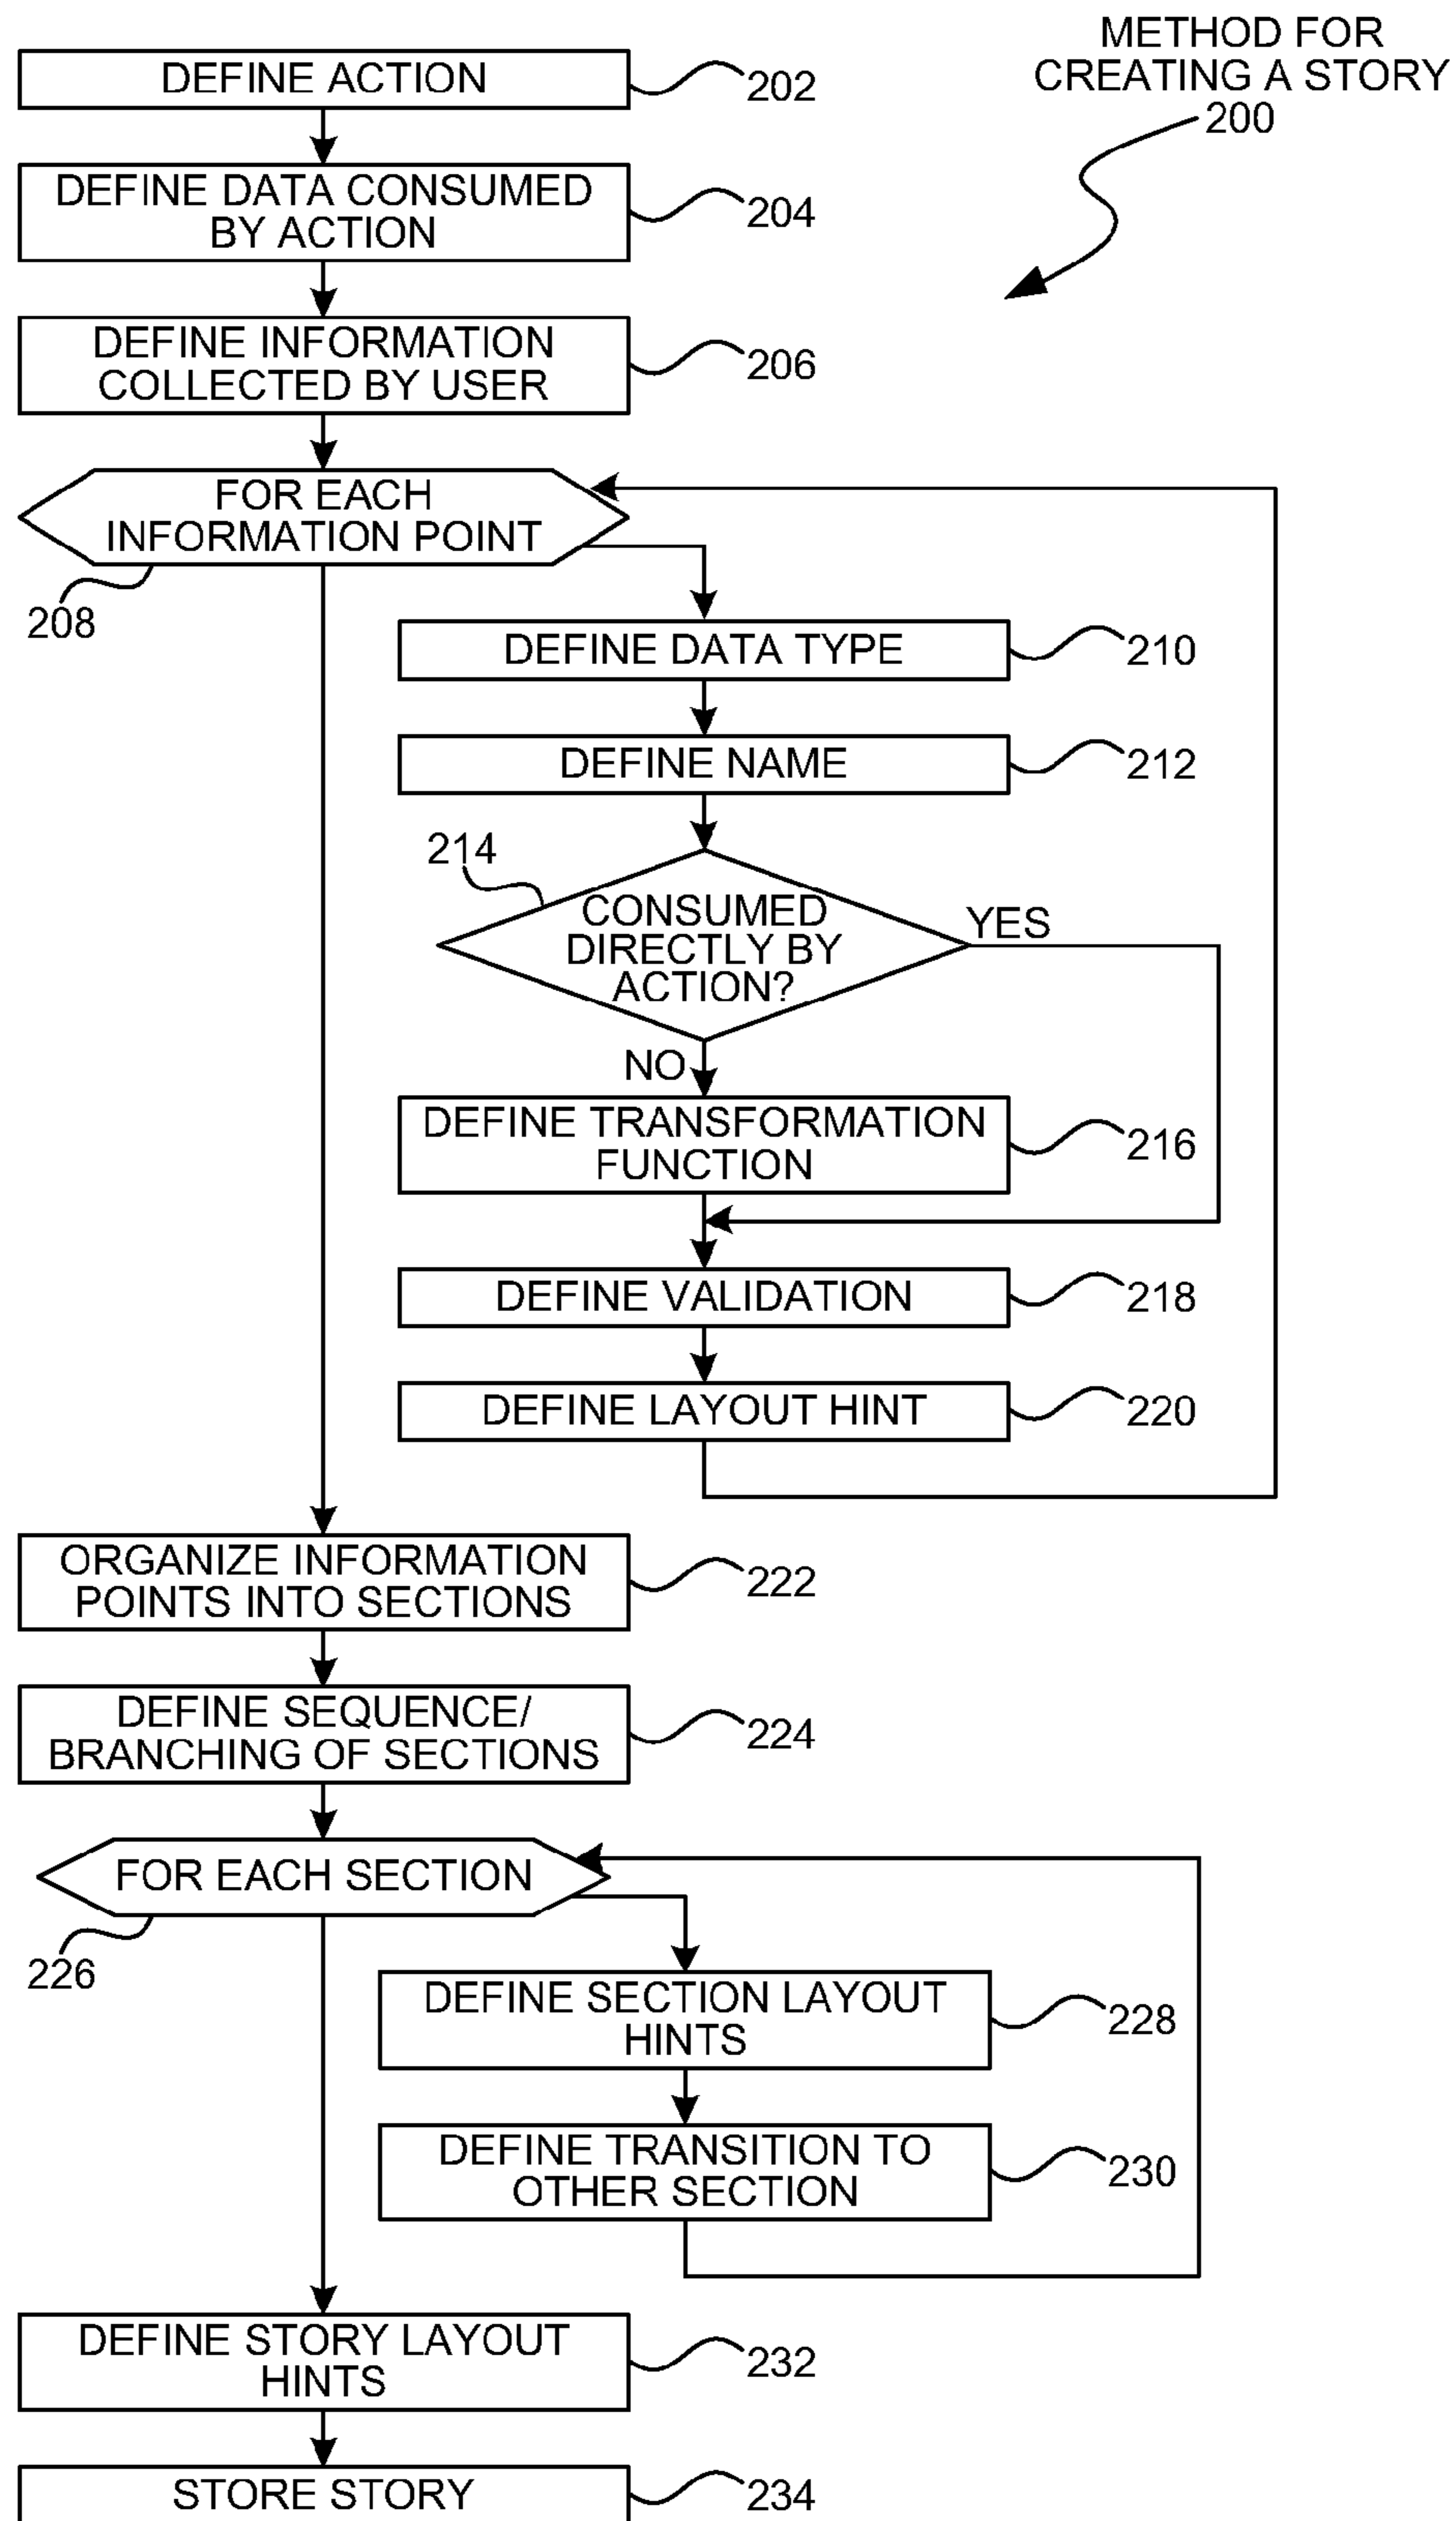 METHOD FOR
CREATING A STORY
200
DEFINE ACTION
202
DEFINE DATA CONSUMED
BY ACTION
204
DEFINE INFORMATION
COLLECTED BY USER
206
FOR EACH
INFORMATION POINT
208
DEFINE DATA TYPE
210
DEFINE NAME
212
214
CONSUMED
DIRECTLY BY
ACTION?
YES
NO
DEFINE TRANSFORMATION
FUNCTION
216
DEFINE VALIDATION
218
DEFINE LAYOUT HINT
220
ORGANIZE INFORMATION
POINTS INTO SECTIONS
222
DEFINE SEQUENCE/
BRANCHING OF SECTIONS
224
FOR EACH SECTION
226
DEFINE SECTION LAYOUT
HINTS
228
DEFINE TRANSITION TO
OTHER SECTION
230
DEFINE STORY LAYOUT
HINTS
232
STORE STORY
234